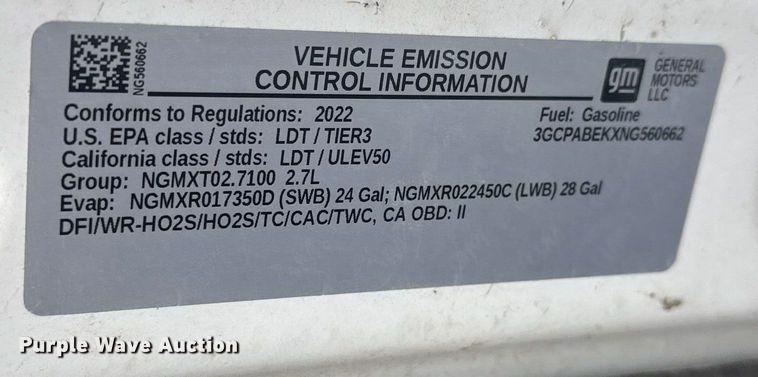 NG560662
VEHICLE EMISSION
CONTROL INFORMATION
gm
GENERAL
MOTORS
LLC
Conforms to Regulations: 2022
Fuel: Gasoline
U.S. EPA class / stds: LDT / TIER3
3GCPABEKXNG560662
California class / stds: LDT / ULEV50
Group: NGMXT02.7100 2.7L
Evap: NGMXR017350D (SWB) 24 Gal; NGMXR022450C (LWB) 28 Gal
DFI/WR-HO2S/HO2S/TC/CAC/TWC, CA OBD: II
Purple Wave Auction